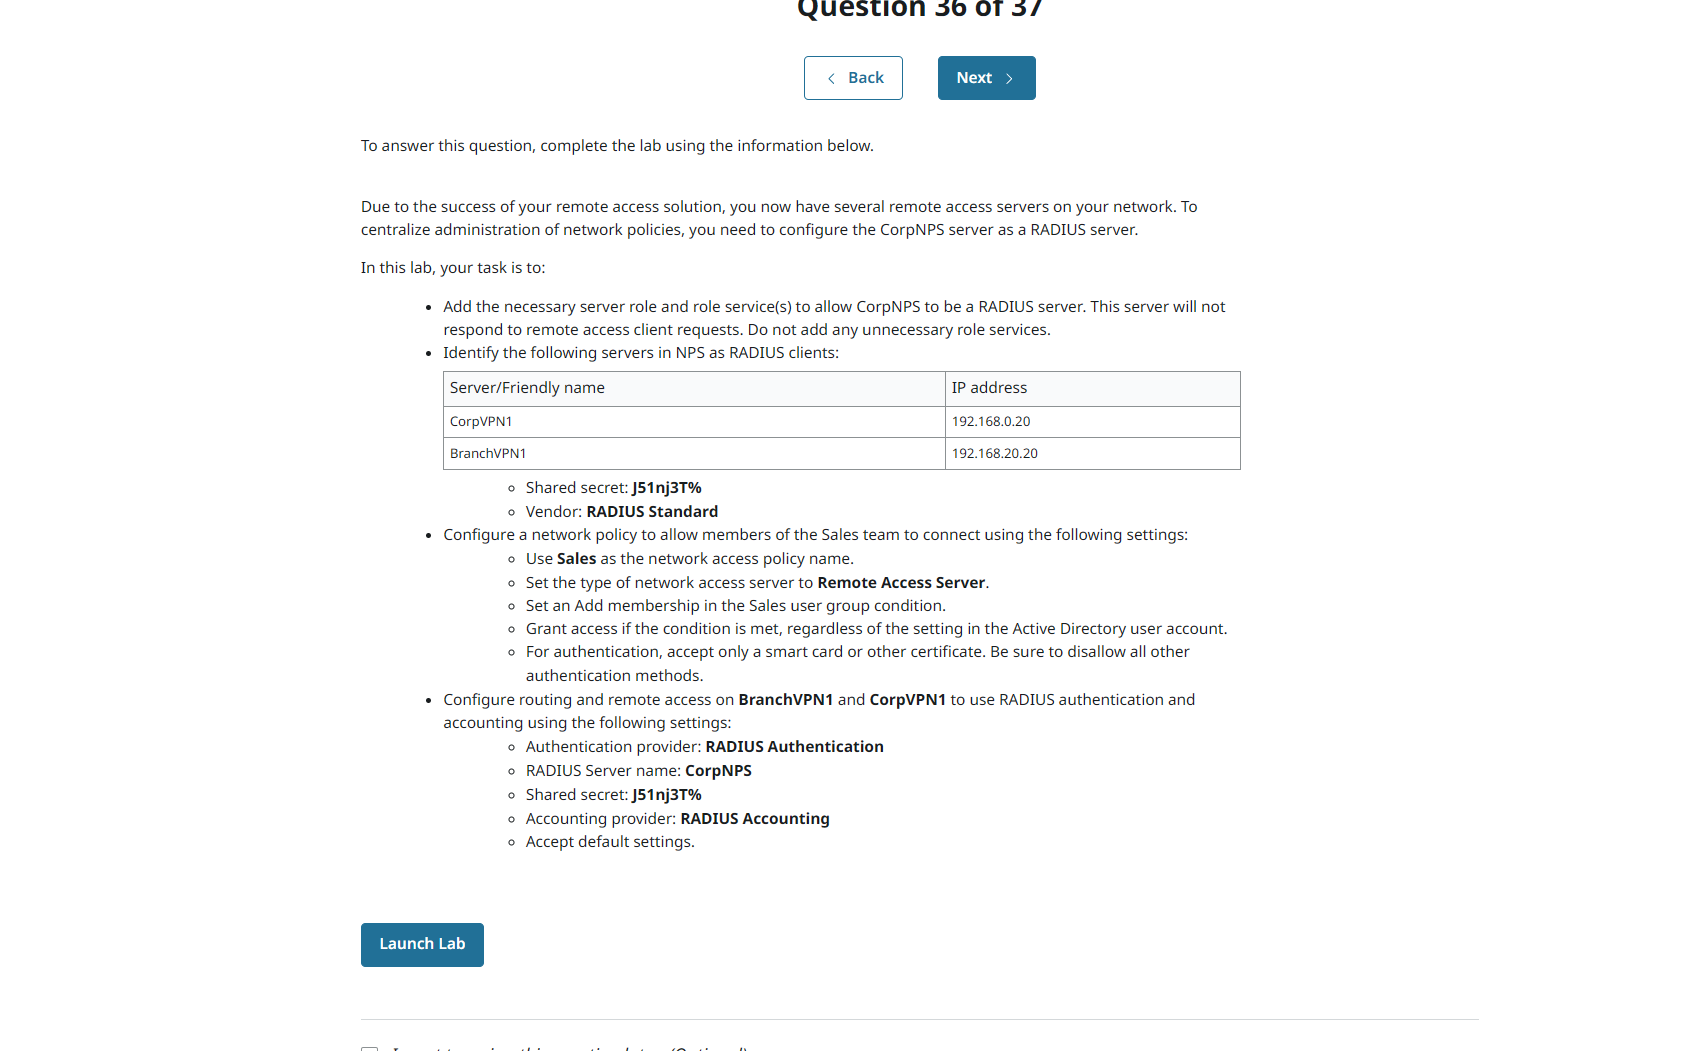 Question 36 of 37
Back
Next
To answer this question, complete the lab using the information below.
Due to the success of your remote access solution, you now have several remote access servers on your network. To
centralize administration of network policies, you need to configure the CorpNPS server as a RADIUS server.
In this lab, your task is to:
Add the necessary server role and role service(s) to allow CorpNPS to be a RADIUS server. This server will not
respond to remote access client requests. Do not add any unnecessary role services.
Identify the following servers in NPS as RADIUS clients:
Server/Friendly name IP address
CorpVPN1 192.168.0.20
BranchVPN1 192.168.20.20
Shared secret: J51nj3T%
Vendor: RADIUS Standard
Configure a network policy to allow members of the Sales team to connect using the following settings:
Use Sales as the network access policy name.
Set the type of network access server to Remote Access Server.
Set an Add membership in the Sales user group condition.
Grant access if the condition is met, regardless of the setting in the Active Directory user account.
For authentication, accept only a smart card or other certificate. Be sure to disallow all other
authentication methods.
Configure routing and remote access on BranchVPN1 and CorpVPN1 to use RADIUS authentication and
accounting using the following settings:
Authentication provider: RADIUS Authentication
RADIUS Server name: CorpNPS
Shared secret: J51nj3T%
Accounting provider: RADIUS Accounting
Accept default settings.
Launch Lab